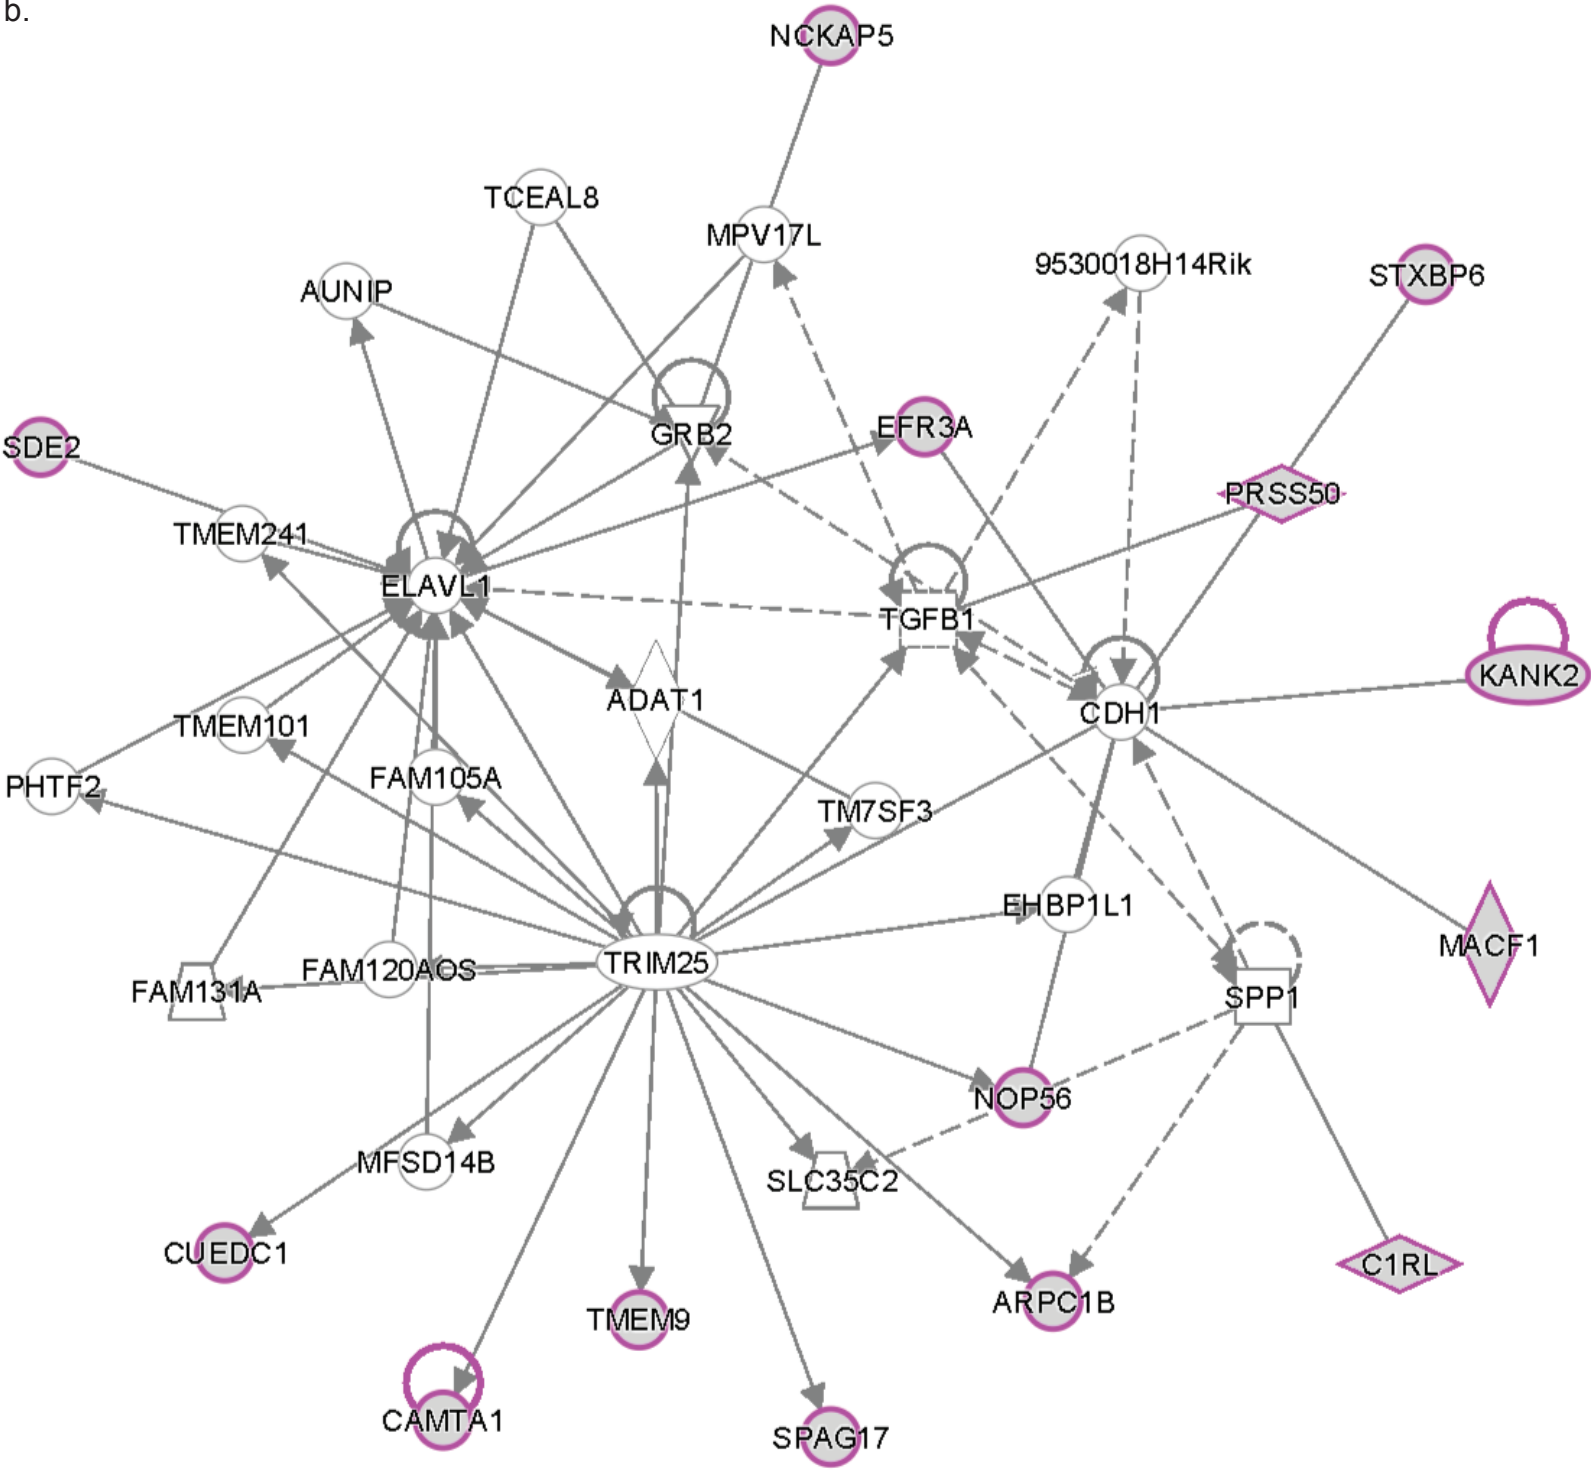 b.
NCKAP5
TCEAL8
MPV17L
9530018H14Rik
STXBP6
AUNIP
GRB2
EFR3A
SDE2
PRSS50
TMEM241
ELAVL1
TGFB1
KANK2
ADAT1
CDH1
TMEM101
FAM105A
PHTF2
TM7SF3
EHBP1L1
MACF1
TRIM25
FAM120AOS
FAM131A
SPP1
NOP56
MFSD14B
SLC35C2
CUEDC1
C1RL
ARPC1B
TMEM9
CAMTA1
SPAG17